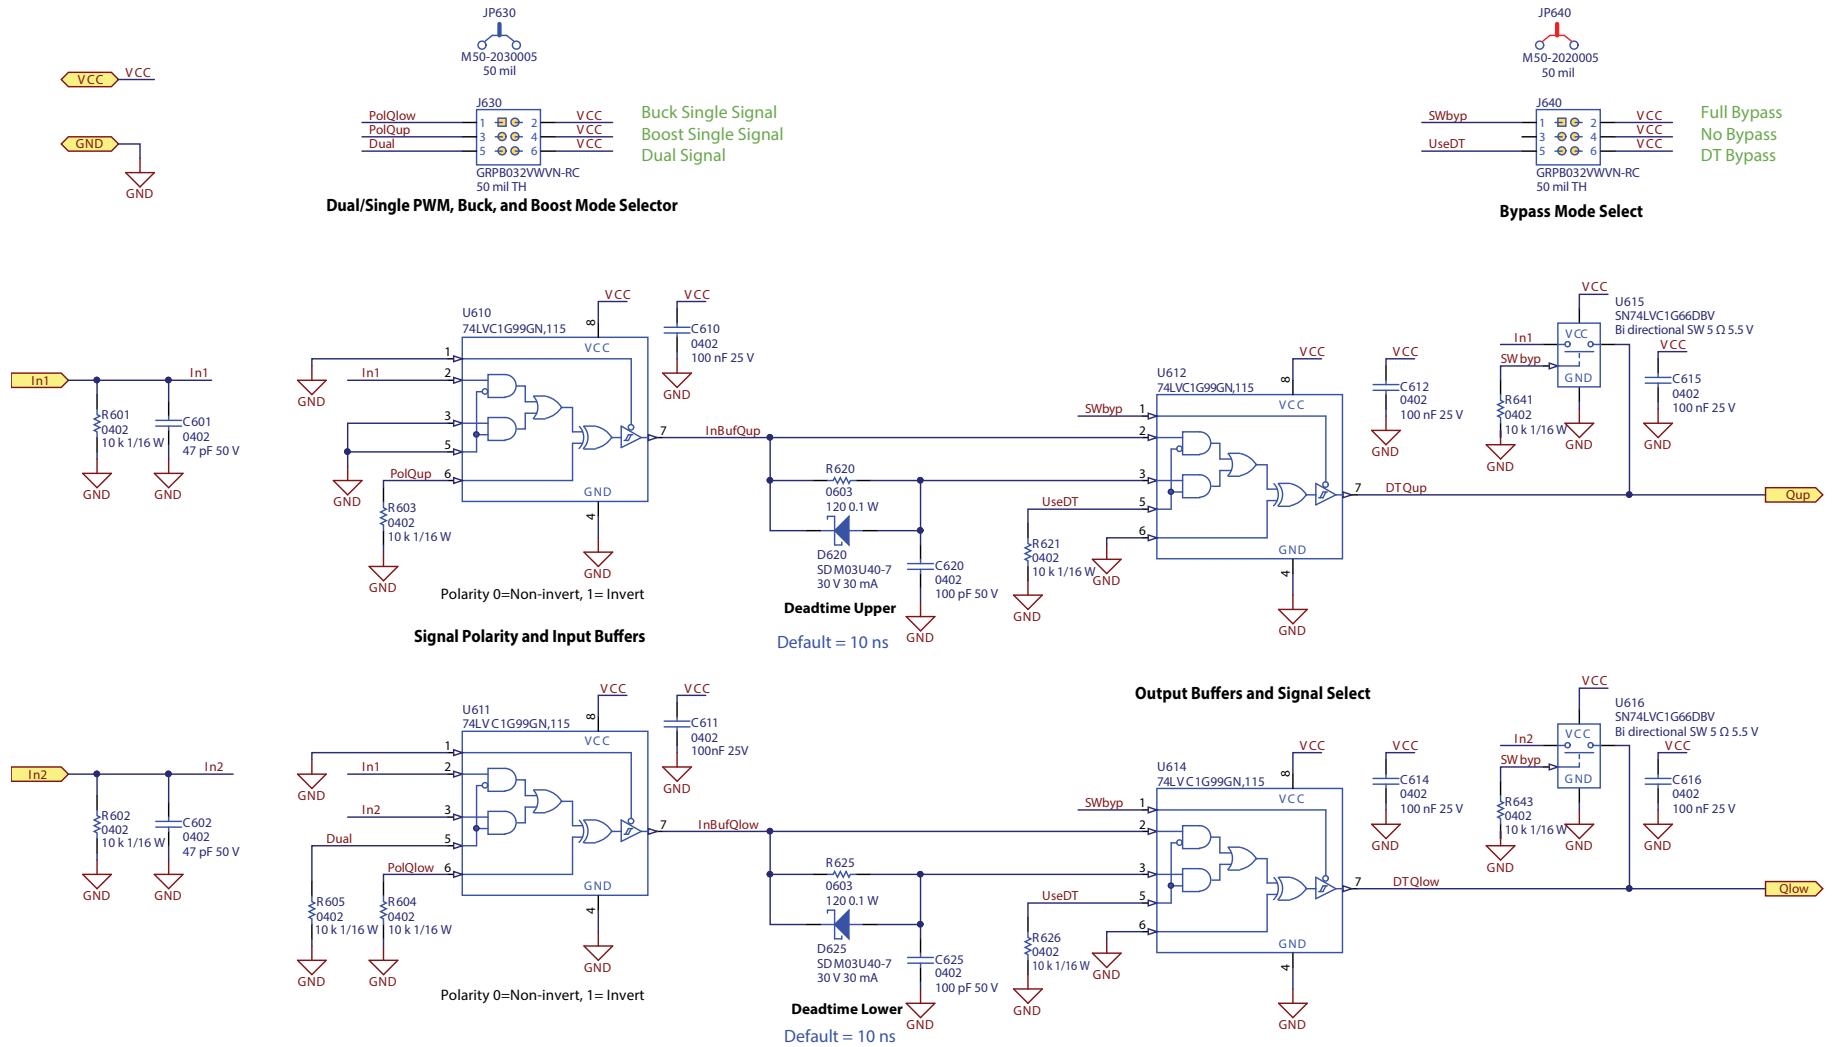 JP630
M50-2030005
50 mil
JP640
M50-2020005
50 mil
VCC VCC
GND
GND
J630
PolQlow 1 2 VCC
PolQup 3 4 VCC
Dual 5 6 VCC
GRPB032VWVN-RC
50 mil TH
Buck Single Signal
Boost Single Signal
Dual Signal
Dual/Single PWM, Buck, and Boost Mode Selector
J640
SWbyp 1 2 VCC
3 4 VCC
UseDT 5 6 VCC
GRPB032VWVN-RC
50 mil TH
Full Bypass
No Bypass
DT Bypass
Bypass Mode Select
In1 In1
R601
0402
10 k 1/16 W
GND
C601
0402
47 pF 50 V
GND
U610
74LVC1G99GN,115
VCC
8
VCC
1
GND
In1 2
3
5
GND
PolQup 6
R603
0402
10 k 1/16 W
GND
GND
4
GND
7 InBufQup
VCC
C610
0402
100 nF 25 V
GND
Polarity 0=Non-invert, 1= Invert
Signal Polarity and Input Buffers
R620
0603
120 0.1 W
D620
SDM03U40-7
30 V 30 mA
C620
0402
100 pF 50 V
GND
Deadtime Upper
Default = 10 ns
U612
74LVC1G99GN,115
VCC
8
VCC
SWbyp 1
2
3
UseDT 5
6
R621
0402
10 k 1/16 W
GND
GND
GND
4
GND
7 DTQup
VCC
C612
0402
100 nF 25 V
GND
VCC
U615
SN74LVC1G66DBV
Bi directional SW 5 Ω 5.5 V
In1
VCC
SWbyp
GND
R641
0402
10 k 1/16 W
GND
GND
VCC
C615
0402
100 nF 25 V
GND
Qup
In2 In2
R602
0402
10 k 1/16 W
GND
C602
0402
47 pF 50 V
GND
U611
74LVC1G99GN,115
VCC
8
VCC
1
GND
In1 2
In2 3
Dual 5
PolQlow 6
R605
0402
10 k 1/16 W
GND
R604
0402
10 k 1/16 W
GND
GND
4
GND
7 InBufQlow
VCC
C611
0402
100nF 25V
GND
Polarity 0=Non-invert, 1= Invert
R625
0603
120 0.1 W
D625
SDM03U40-7
30 V 30 mA
C625
0402
100 pF 50 V
GND
Deadtime Lower
Default = 10 ns
Output Buffers and Signal Select
U614
74LVC1G99GN,115
VCC
8
VCC
SWbyp 1
2
3
UseDT 5
6
R626
0402
10 k 1/16 W
GND
GND
GND
4
GND
7 DTQlow
VCC
C614
0402
100 nF 25 V
GND
VCC
U616
SN74LVC1G66DBV
Bi directional SW 5 Ω 5.5 V
In2
VCC
SWbyp
GND
R643
0402
10 k 1/16 W
GND
GND
VCC
C616
0402
100 nF 25 V
GND
Qlow